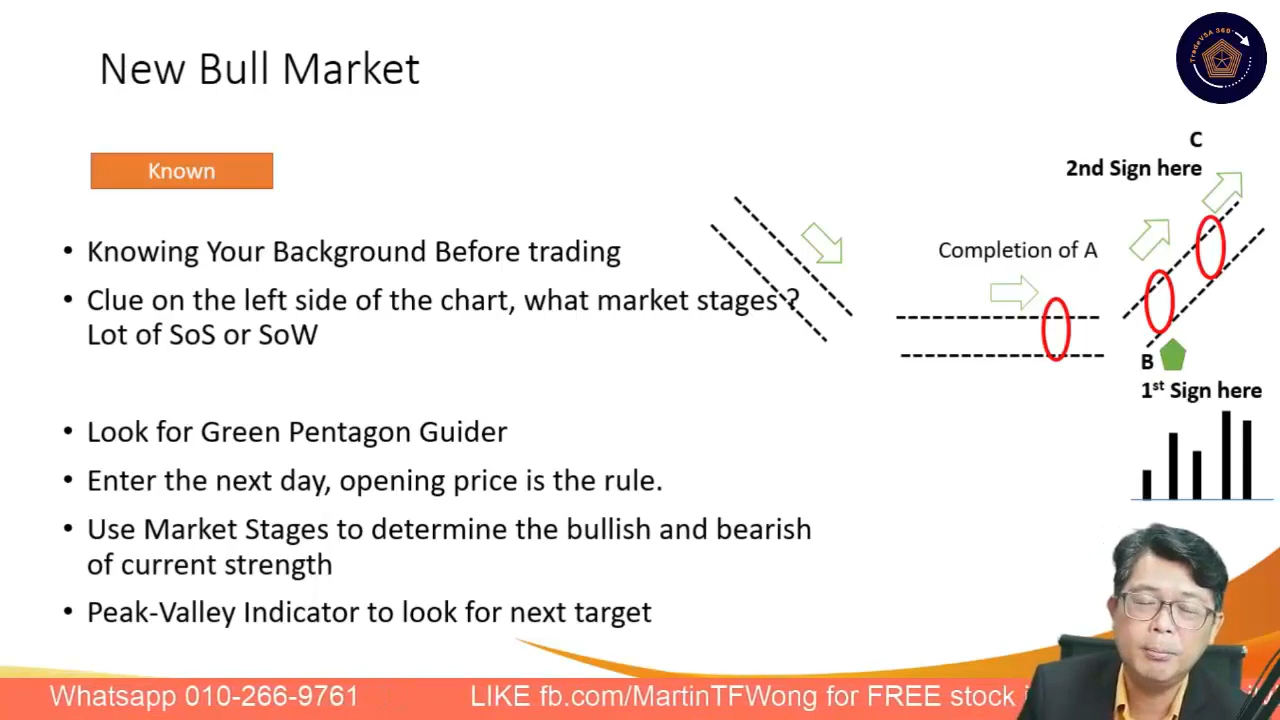 New Bull Market
TradeVSA 360°
Known
C
2nd Sign here
• Knowing Your Background Before trading
Completion of A
• Clue on the left side of the chart, what market stages ?
Lot of SoS or SoW
B
1st Sign here
• Look for Green Pentagon Guider
• Enter the next day, opening price is the rule.
• Use Market Stages to determine the bullish and bearish
of current strength
• Peak-Valley Indicator to look for next target
Whatsapp 010-266-9761 LIKE fb.com/MartinTFWong for FREE stock